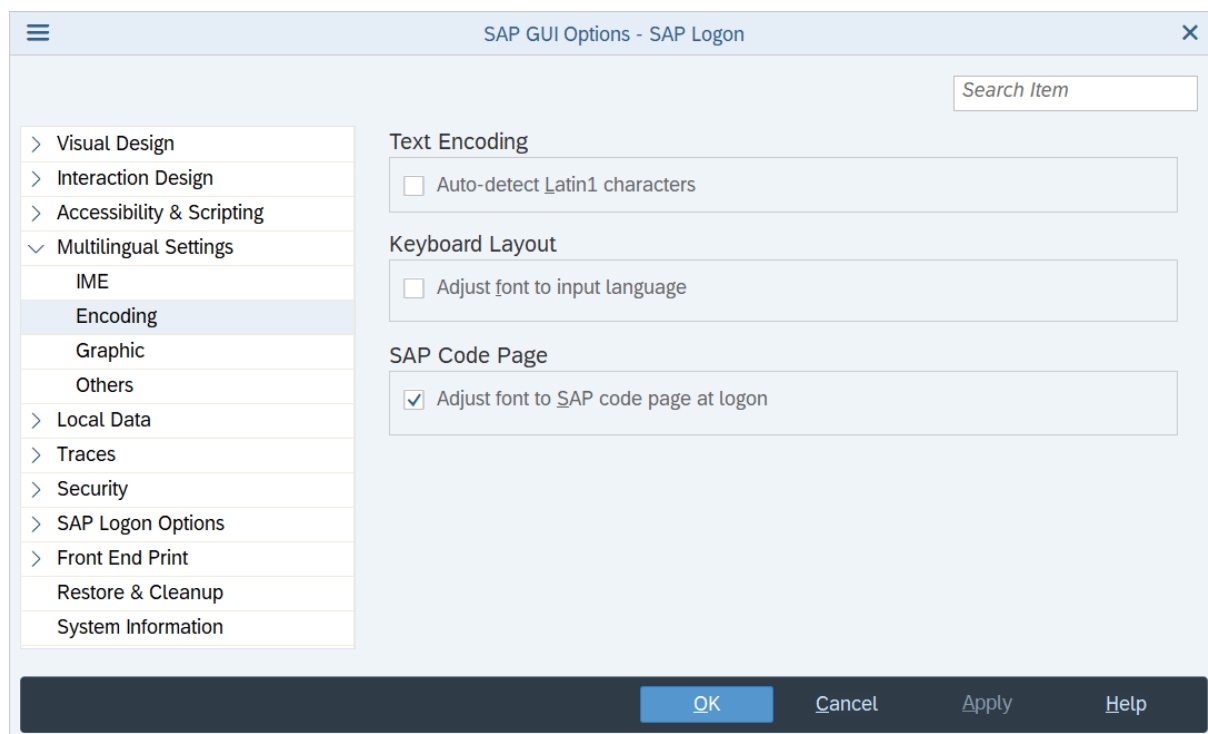 SAP GUI Options - SAP Logon
Search Item
Visual Design
Interaction Design
Accessibility & Scripting
Multilingual Settings
IME
Encoding
Graphic
Others
Local Data
Traces
Security
SAP Logon Options
Front End Print
Restore & Cleanup
System Information
Text Encoding
Auto-detect Latin1 characters
Keyboard Layout
Adjust font to input language
SAP Code Page
Adjust font to SAP code page at logon
OK Cancel Apply Help